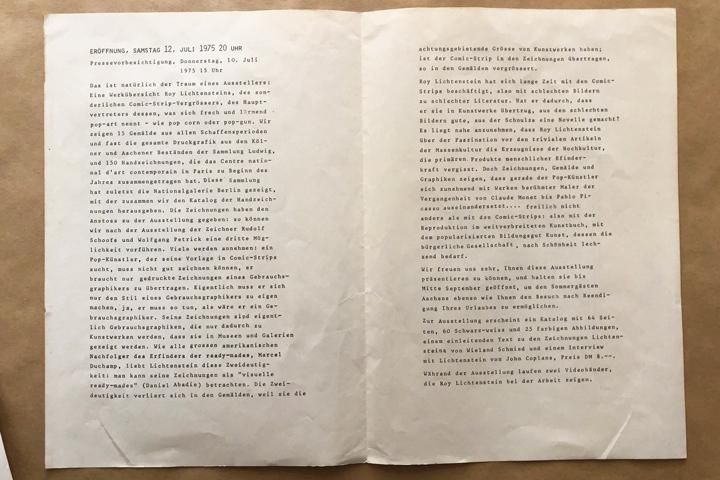 ERÖFFNUNG, SAMSTAG 12. JULI 1975 20 UHR
Pressevorbesichtigung, Donnerstag, 10. Juli
1975 15 Uhr
Das ist natürlich der Traum eines Ausstellers:
Eine Werkübersicht Roy Lichtensteins, des son-
derlichen Comic-Strip-Vergrössers, des Haupt-
vertreters dessen, was sich frech und lärmend
pop-art nennt - wie pop corn oder pop-gun. Wir
zeigen 15 Gemälde aus allen Schaffensperioden
und fast die gesamte Druckgrafik aus den Köl-
ner und Aachener Beständen der Sammlung Ludwig,
und 150 Handzeichnungen, die das Centre natio-
nal d'art contemporain in Paris zu Beginn des
Jahres zusammengetragen hat. Diese Sammlung
hat zuletzt die Nationalgalerie Berlin gezeigt,
mit der zusammen wir den Katalog der Handzeich-
nungen herausgeben. Die Zeichnungen haben den
Anstoss zu der Ausstellung gegeben: so können
wir nach der Ausstellung der Zeichner Rudolf
Schoofs und Wolfgang Petrick eine dritte Mög-
lichkeit vorführen. Viele werden annehmen: ein
Pop-Künstler, der seine Vorlage in Comic-Strips
sucht, muss nicht gut zeichnen können, er
braucht nur gedruckte Zeichnungen eines Gebrauchs-
graphikers zu übertragen. Eigentlich muss er sich
nur den Stil eines Gebrauchsgraphikers zu eigen
machen, ja, er muss so tun, als wäre er ein Ge-
brauchsgraphiker. Seine Zeichnungen sind eigent-
lich Gebrauchsgraphiken, die nur dadurch zu
Kunstwerken werden, dass sie in Museen und Galerien
gezeigt werden. Wie alle grossen amerikanischen
Nachfolger des Erfinders der ready-mades, Marcel
Duchamp, liebt Lichtenstein diese Zweideutig-
keit: man kann seine Zeichnungen als "visuelle
ready-mades" (Daniel Abadie) betrachten. Die Zwei-
deutigkeit verliert sich in den Gemälden, weil sie die
achtungsgebietende Grösse von Kunstwerken haben;
ist der Comic-Strip in den Zeichnungen übertragen,
so in den Gemälden vergrössert.
Roy Lichtenstein hat sich lange Zeit mit den Comic-
Strips beschäftigt, also mit schlechten Bildern
zu schlechter Literatur. Hat er dadurch, dass
er sie in Kunstwerke übertrug, aus den schlechten
Bildern gute, aus der Schulze eine Novelle gemacht?
Es liegt nahe anzunehmen, dass Roy Lichtenstein
über der Faszination vor den trivialen Artikeln
der Massenkultur die Erzeugnisse der Hochkultur,
die primären Produkte menschlicher Efinder-
kraft vergisst. Doch Zeichnungen, Gemälde und
Graphiken zeigen, dass gerade der Pop-Künstler
sich zunehmend mit Werken berühmter Maler der
Vergangenheit von Claude Monet bis Pablo Pi-
casso auseinandersetzt.... freilich nicht
anders als mit den Comic-Strips: also mit der
Reproduktion im weitverbreiteten Kunstbuch, mit
dem popularisierten Bildungsgut Kunst, dessen die
bürgerliche Gesellschaft, nach Schönheit lech-
zend bedarf.
Wir freuen uns sehr, Ihnen diese Ausstellung
präsentieren zu können, und halten sie bis
Mitte September geöffnet, um den Sommergästen
Aachens ebenso wie Ihnen den Besuch nach Beendi-
gung Ihres Urlaubes zu ermöglichen.
Zur Ausstellung erscheint ein Katalog mit 64 Sei-
ten, 60 Schwarz-weiss und 25 farbigen Abbildungen,
einem einleitenden Text zu den Zeichnungen Lichten-
steins von Wieland Schmied und einem Interview
mit Lichtenstein von John Coplans, Preis DM 8.--.
Während der Ausstellung laufen zwei Videobänder,
die Roy Lichtenstein bei der Arbeit zeigen.